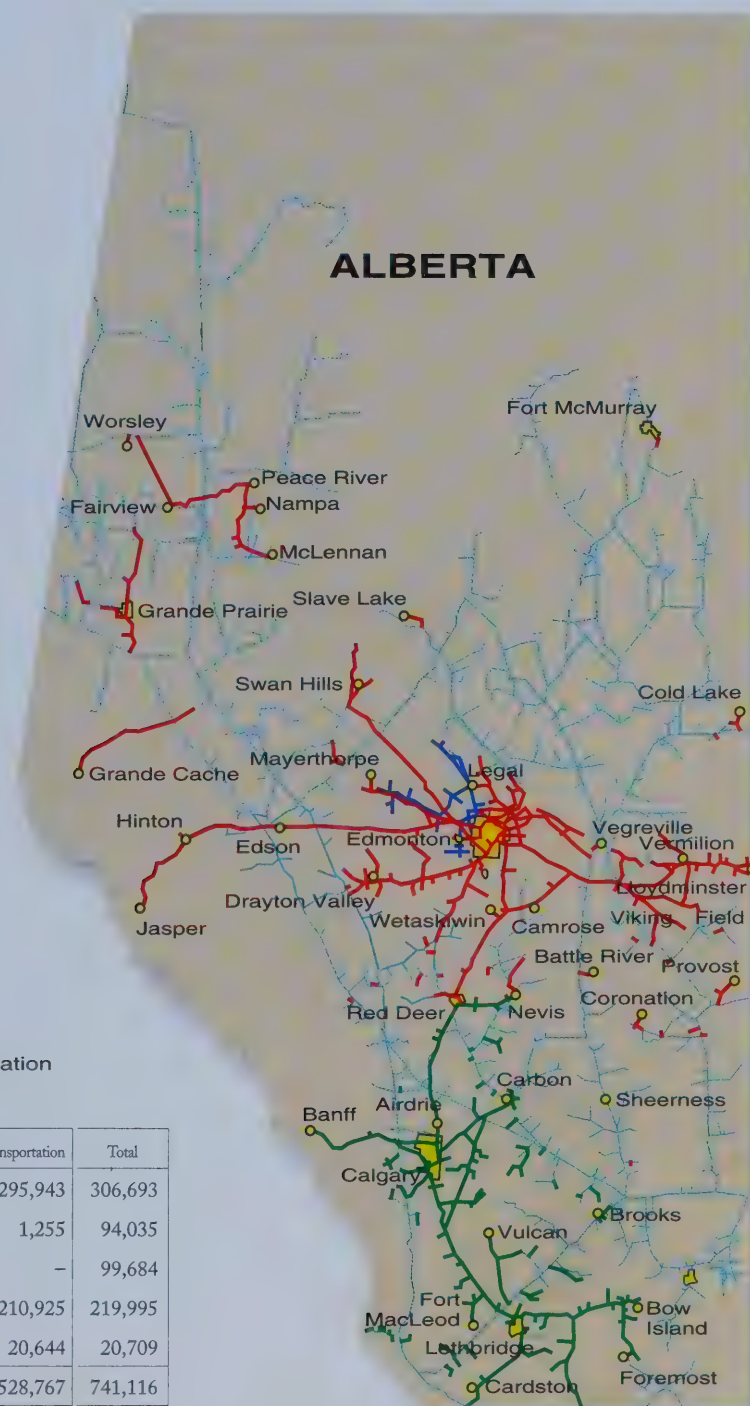 ALBERTA
Fort McMurray
Worsley
Peace River
Fairview
Nampa
McLennan
Grande Prairie
Slave Lake
Swan Hills
Cold Lake
Mayerthorpe
Legal
Grande Cache
Hinton
Edson
Edmonton
Vegreville
Vermilion
Drayton Valley
Lloydminster
Jasper
Wetaskiwin
Camrose
Viking
Field
Battle River
Provost
Red Deer
Nevis
Coronation
ation
Carbon
Airdrie
Sheerness
Banff
Calgary
nsportation Total
295,943 306,693
1,255 94,035
– 99,684
210,925 219,995
20,644 20,709
528,767 741,116
Brooks
Vulcan
Fort
MacLeod
Bow
Island
Lethbridge
Foremost
Cardston